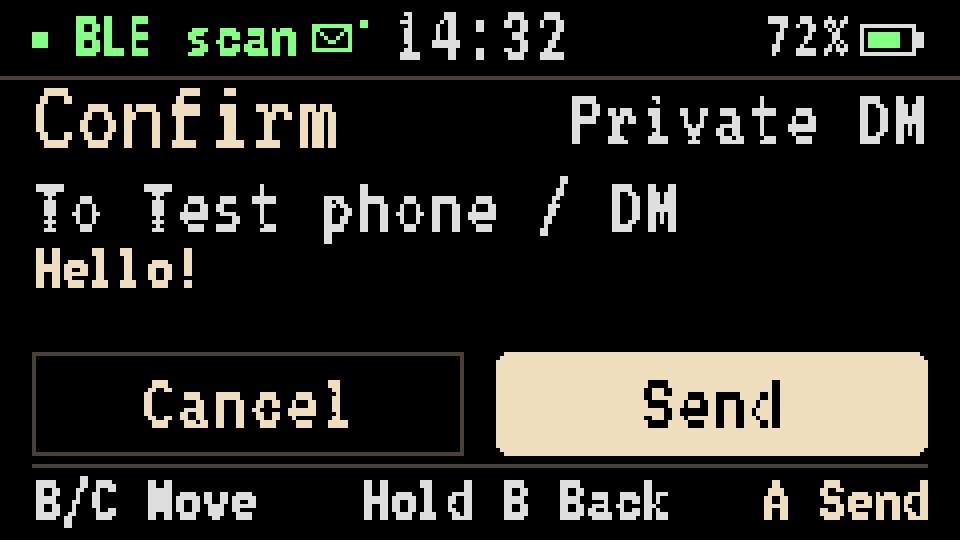 BLE scan 14:32 72%
Confirm Private DM
To Test phone / DM
Hello!
Cancel Send
B/C Move Hold B Back A Send